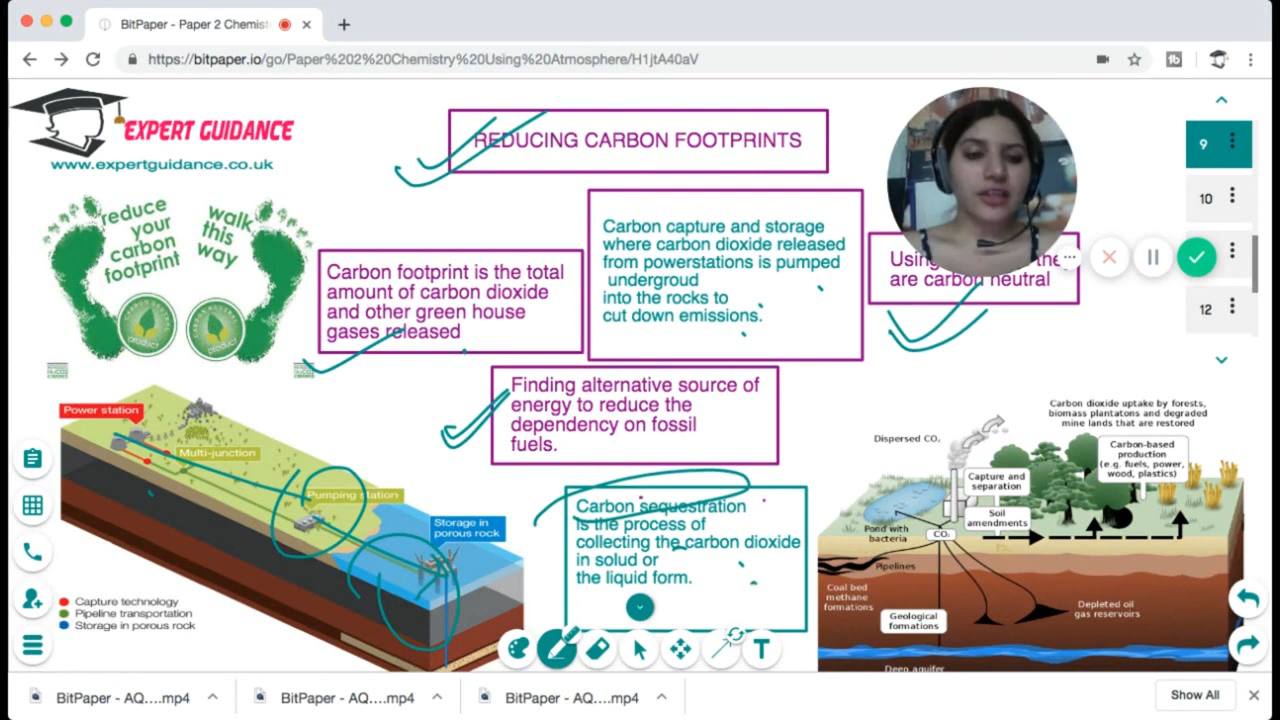 BitPaper - Paper 2 Chemist
https://bitpaper.io/go/Paper%202%20Chemistry%20Using%20Atmosphere/H1jtA40aV
EXPERT GUIDANCE
www.expertguidance.co.uk
REDUCING CARBON FOOTPRINTS
9
10
12
reduce
your
carbon
footprint
walk
this
way
product
product
Carbon footprint is the total
amount of carbon dioxide
and other green house
gases released
Carbon capture and storage
where carbon dioxide released
from powerstations is pumped
undergroud
into the rocks to
cut down emissions.
Using
are carbon neutral
Finding alternative source of
energy to reduce the
dependency on fossil
fuels.
Carbon sequestration
is the process of
collecting the carbon dioxide
in solud or
the liquid form.
Power station
Multi-junction
Pumping station
Storage in
porous rock
Capture technology
Pipeline transportation
Storage in porous rock
Carbon dioxide uptake by forests,
biomass plantatons and degraded
mine lands that are restored
Dispersed CO₂
Carbon-based
production
(e.g. fuels, power,
wood, plastics)
Capture and
separation
Soil
amendments
Pond with
bacteria
CO₂
Pipelines
Coal bed
methane
formations
Geological
formations
Depleted oil
gas reservoirs
Deep aquifer
T
BitPaper - AQ....mp4
BitPaper - AQ....mp4
BitPaper - AQ....mp4
Show All